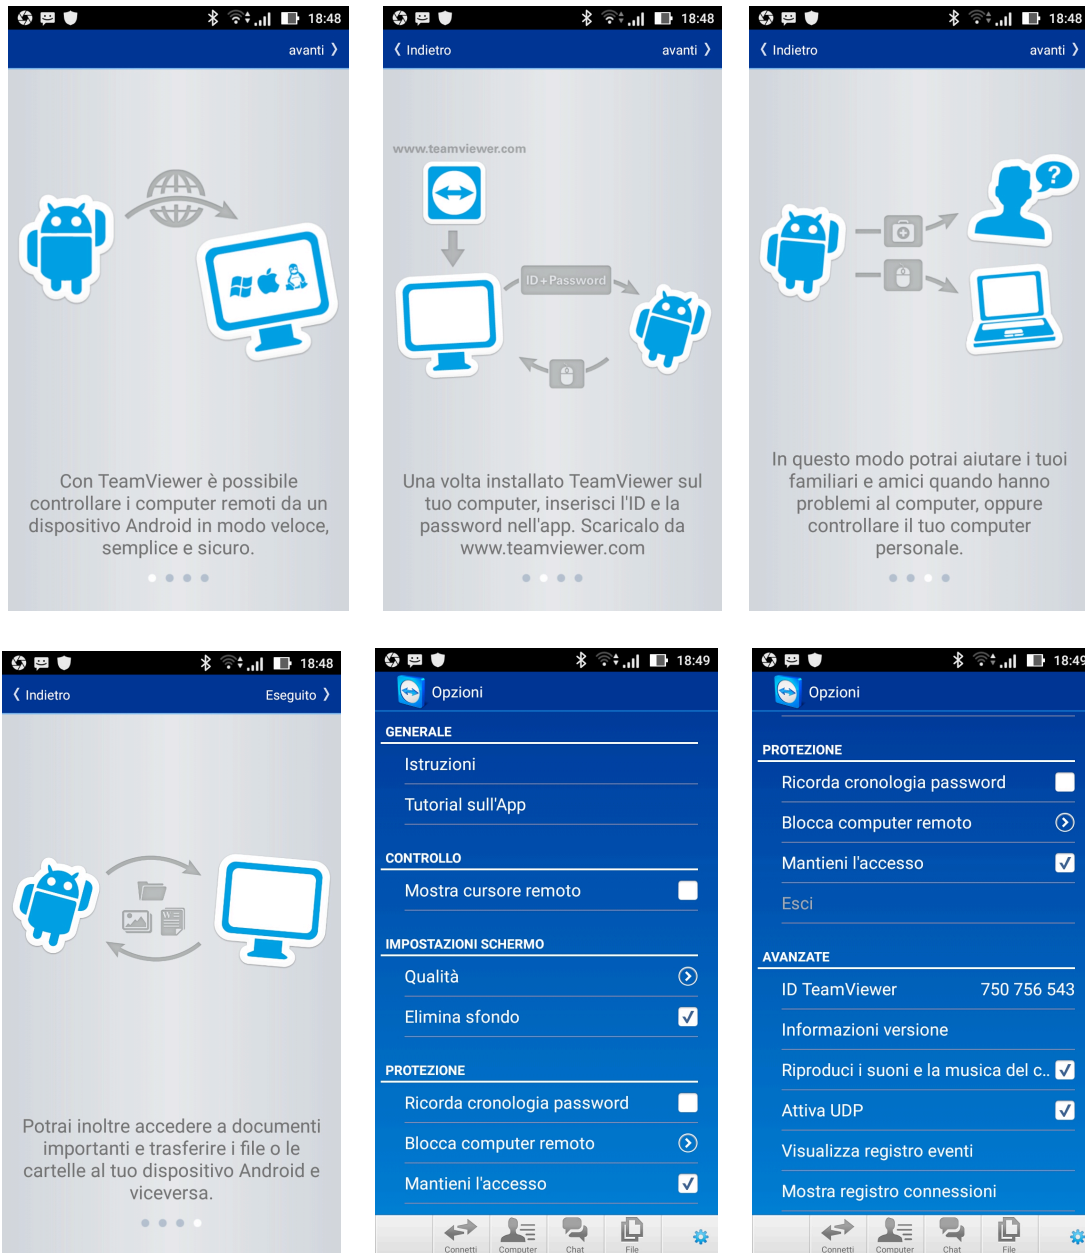 18:48
avanti
Con TeamViewer è possibile
controllare i computer remoti da un
dispositivo Android in modo veloce,
semplice e sicuro.
18:48
Indietro
avanti
www.teamviewer.com
ID+Password
Una volta installato TeamViewer sul
tuo computer, inserisci l'ID e la
password nell'app. Scaricalo da
www.teamviewer.com
18:48
Indietro
avanti
?
In questo modo potrai aiutare i tuoi
familiari e amici quando hanno
problemi al computer, oppure
controllare il tuo computer
personale.
18:48
Indietro
Eseguito
W
Potrai inoltre accedere a documenti
importanti e trasferire i file o le
cartelle al tuo dispositivo Android e
viceversa.
18:49
Opzioni
GENERALE
Istruzioni
Tutorial sull'App
CONTROLLO
Mostra cursore remoto
IMPOSTAZIONI SCHERMO
Qualità
Elimina sfondo
PROTEZIONE
Ricorda cronologia password
Blocca computer remoto
Mantieni l'accesso
Connetti
Computer
Chat
File
18:49
Opzioni
PROTEZIONE
Ricorda cronologia password
Blocca computer remoto
Mantieni l'accesso
Esci
AVANZATE
ID TeamViewer 750 756 543
Informazioni versione
Riproduci i suoni e la musica del c..
Attiva UDP
Visualizza registro eventi
Mostra registro connessioni
Connetti
Computer
Chat
File